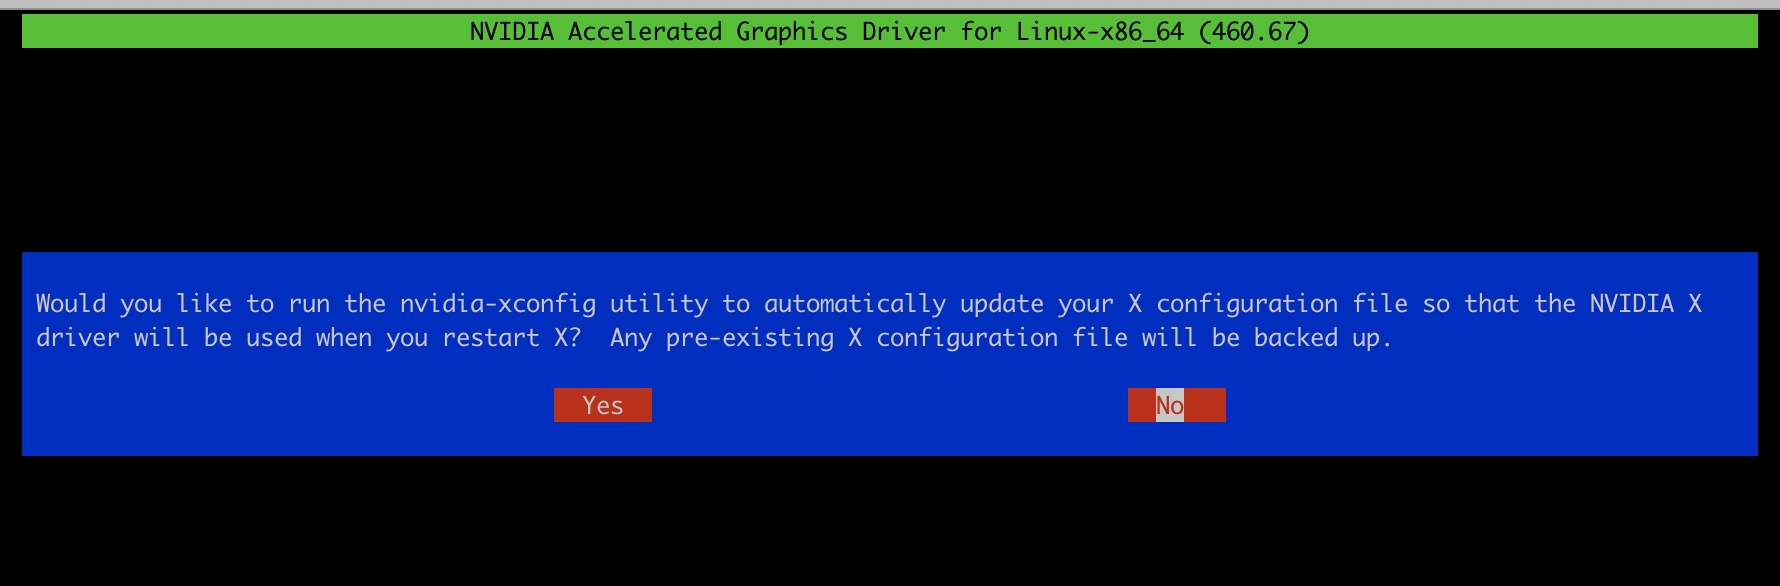 NVIDIA Accelerated Graphics Driver for Linux-x86_64 (460.67)
Would you like to run the nvidia-xconfig utility to automatically update your X configuration file so that the NVIDIA X
driver will be used when you restart X?  Any pre-existing X configuration file will be backed up.
Yes No